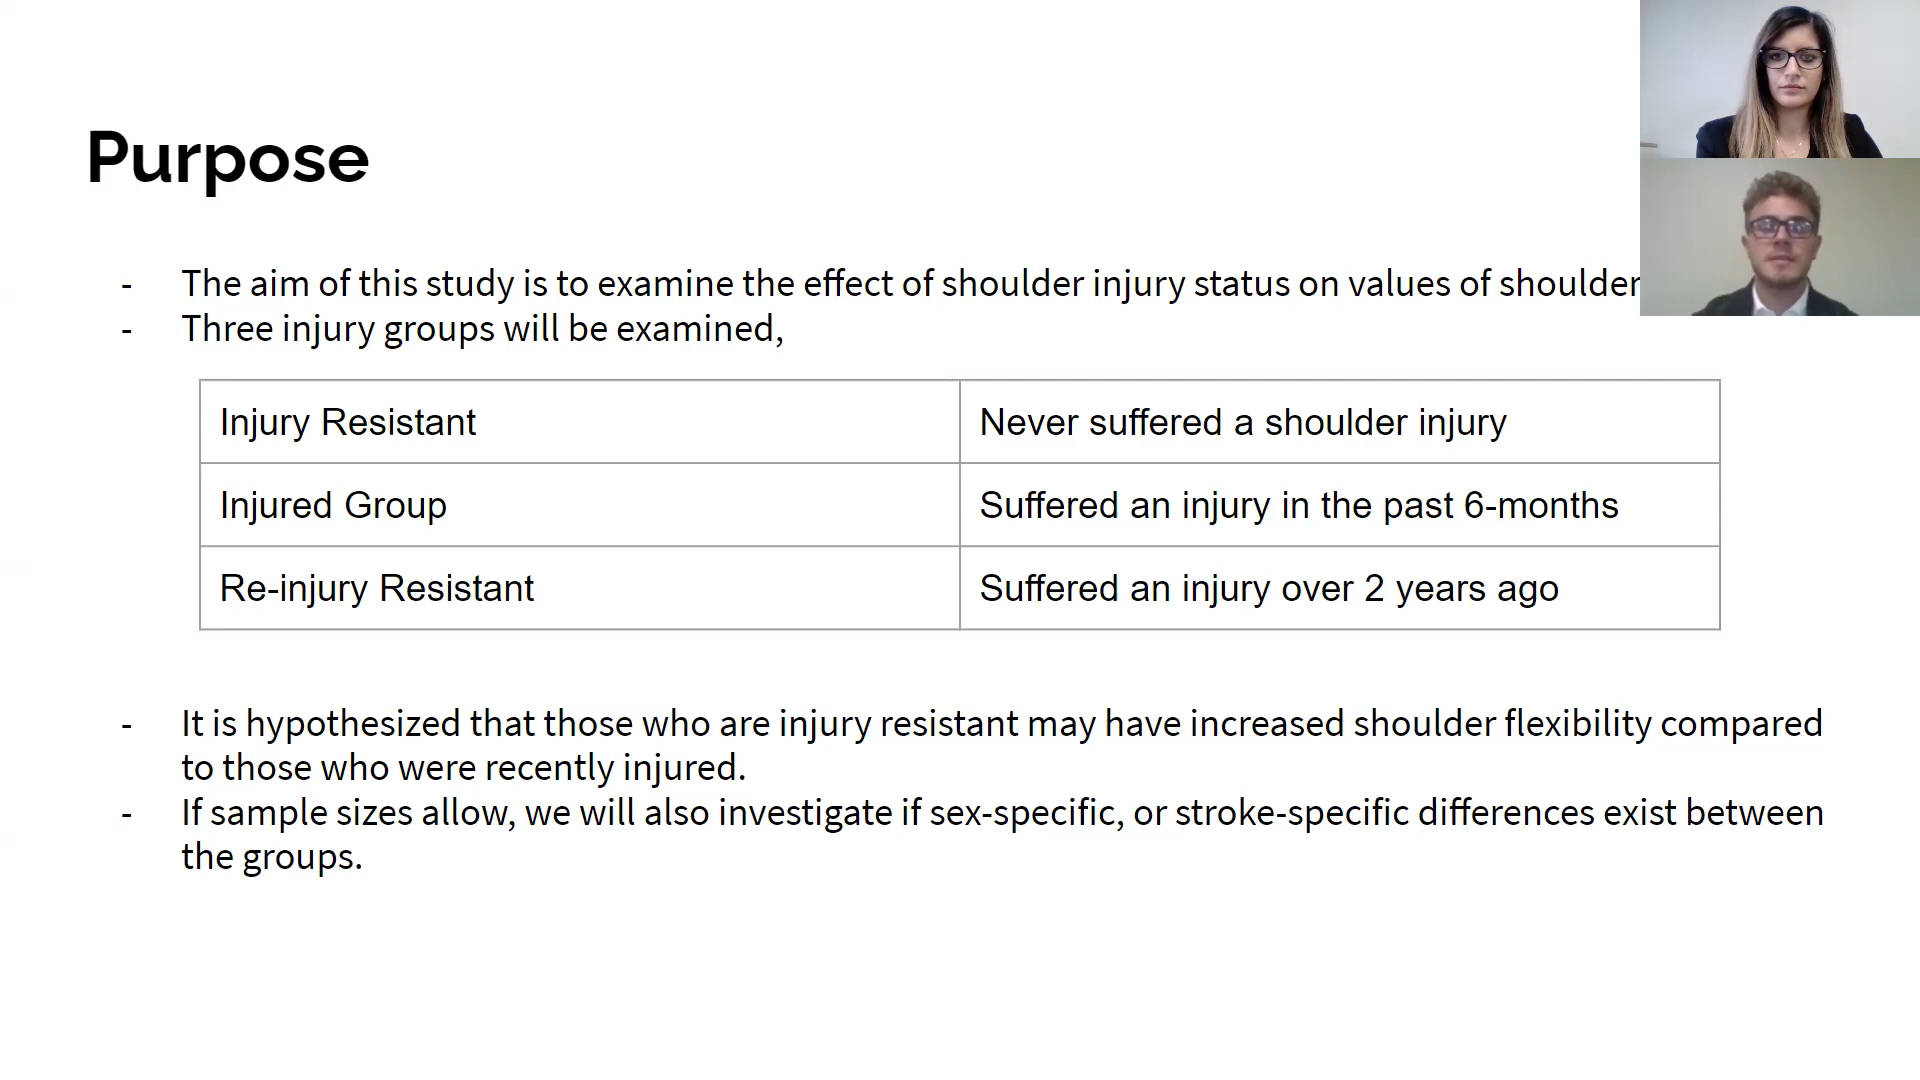 Purpose
- The aim of this study is to examine the effect of shoulder injury status on values of shoulder
- Three injury groups will be examined,
Injury Resistant
Never suffered a shoulder injury
Injured Group
Suffered an injury in the past 6-months
Re-injury Resistant
Suffered an injury over 2 years ago
- It is hypothesized that those who are injury resistant may have increased shoulder flexibility compared
to those who were recently injured.
- If sample sizes allow, we will also investigate if sex-specific, or stroke-specific differences exist between
the groups.